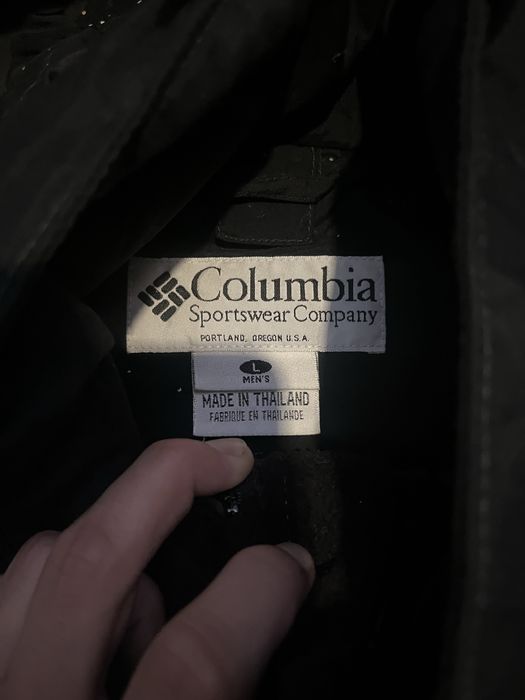 Columbia
Sportswear Company
PORTLAND, OREGON U.S.A.
L
MEN'S
MADE IN THAILAND
FABRIQUE EN THAILANDE